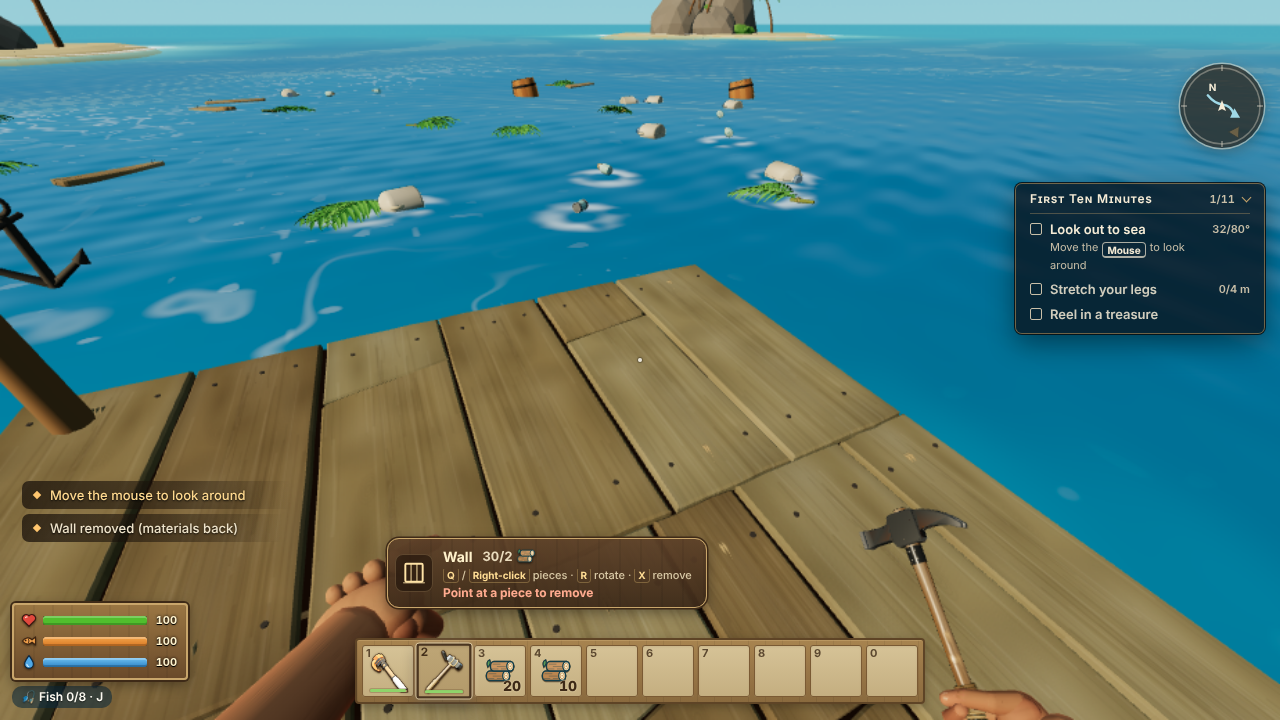 N
First Ten Minutes 1/11
Look out to sea 32/80°
Move the Mouse to look
around
Stretch your legs 0/4 m
Reel in a treasure
Move the mouse to look around
Wall removed (materials back)
Wall 30/2
Q / Right-click pieces · R rotate · X remove
Point at a piece to remove
100
100
100
Fish 0/8 · J
1 2 3 4 5 6 7 8 9 0
20 10